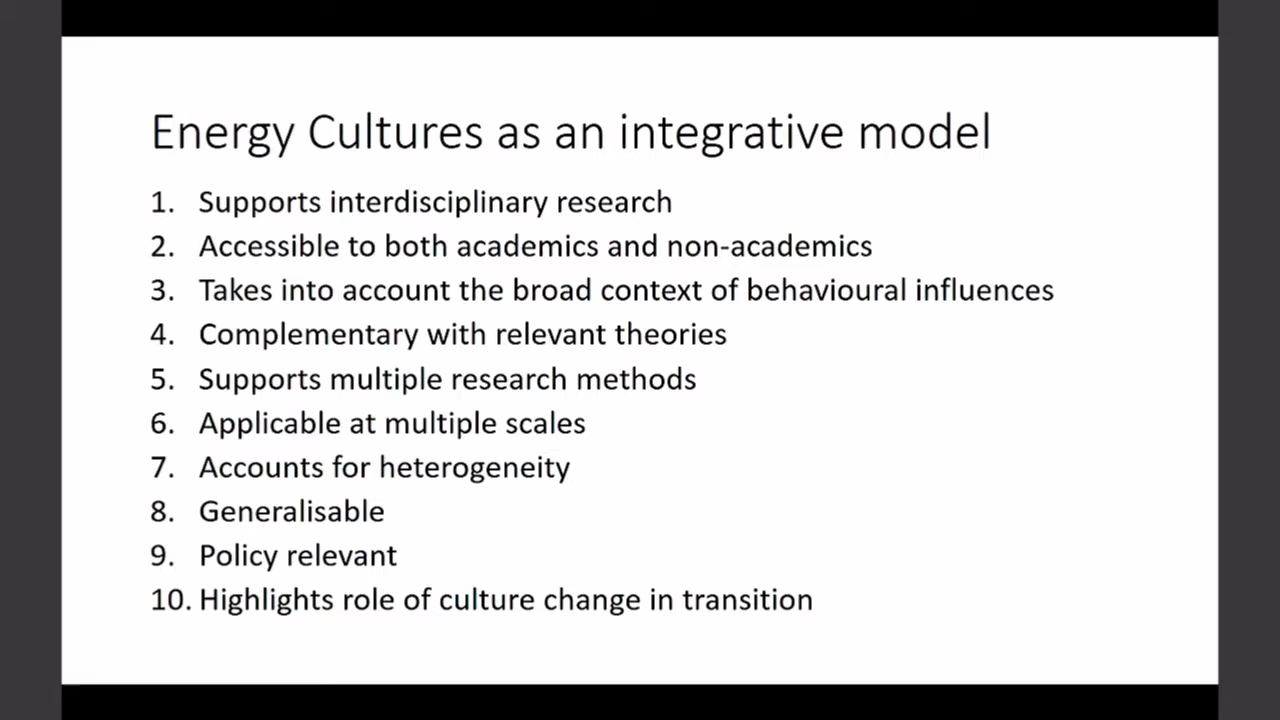 Energy Cultures as an integrative model
1. Supports interdisciplinary research
2. Accessible to both academics and non-academics
3. Takes into account the broad context of behavioural influences
4. Complementary with relevant theories
5. Supports multiple research methods
6. Applicable at multiple scales
7. Accounts for heterogeneity
8. Generalisable
9. Policy relevant
10. Highlights role of culture change in transition